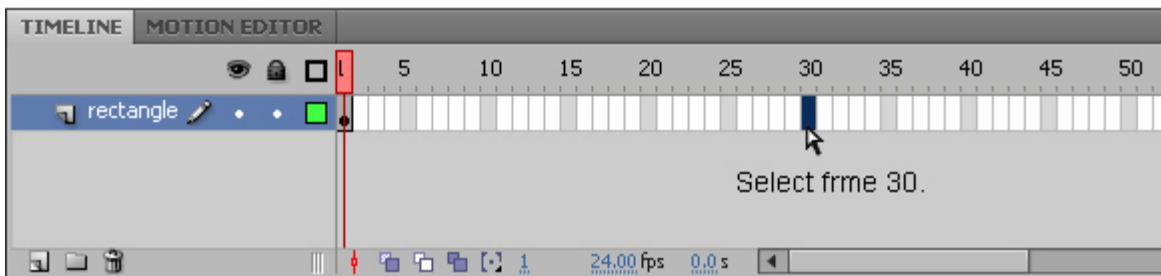 TIMELINE MOTION EDITOR
1 5 10 15 20 25 30 35 40 45 50
rectangle
Select frme 30.
1 24.00 fps 0.0 s